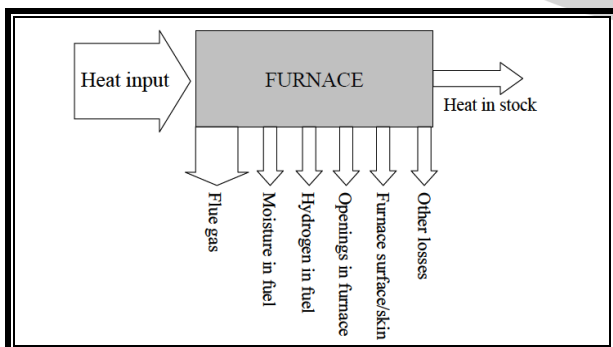 Heat input
FURNACE
Heat in stock
Flue gas
Moisture in fuel
Hydrogen in fuel
Openings in furnace
Furnace surface/skin
Other losses